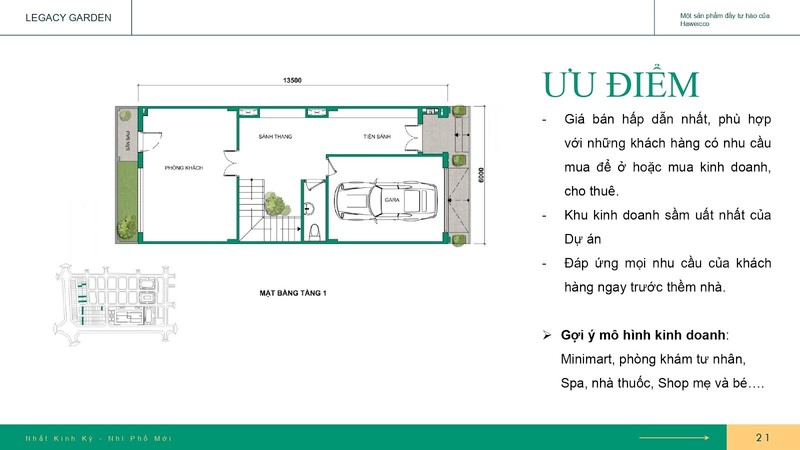 LEGACY GARDEN
Một sản phẩm đầy tự hào của
Haweicco
ƯU ĐIỂM
- Giá bán hấp dẫn nhất, phù hợp
với những khách hàng có nhu cầu
mua để ở hoặc mua kinh doanh,
cho thuê.
- Khu kinh doanh sầm uất nhất của
Dự án
- Đáp ứng mọi nhu cầu của khách
hàng ngay trước thềm nhà.
➢ Gợi ý mô hình kinh doanh:
Minimart, phòng khám tư nhân,
Spa, nhà thuốc, Shop mẹ và bé….
13500
6000
SÂN SAU
PHÒNG KHÁCH
SẢNH THANG
TIỀN SẢNH
GARA
MẶT BẰNG TẦNG 1
Nhất Kinh Kỳ - Nhì Phố Mới
21